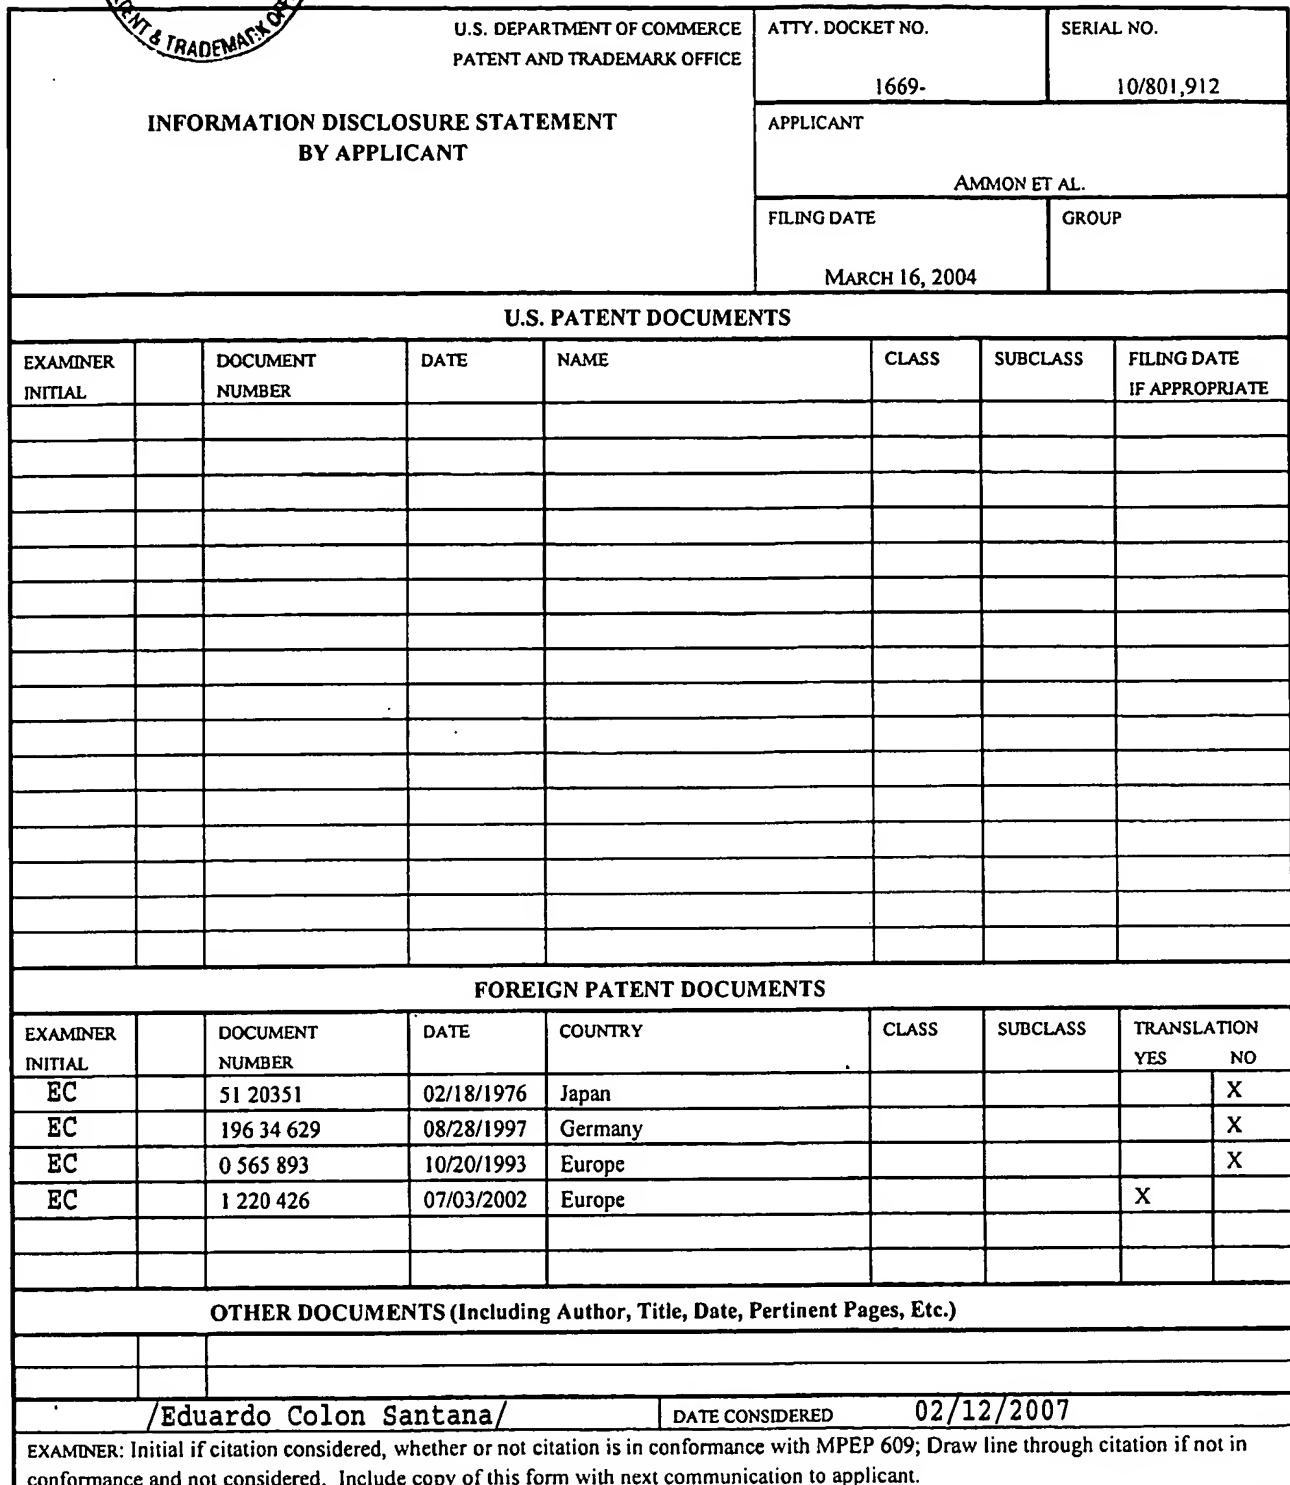 ENT & TRADEMARK OF
U.S. DEPARTMENT OF COMMERCE
PATENT AND TRADEMARK OFFICE
INFORMATION DISCLOSURE STATEMENT
BY APPLICANT
ATTY. DOCKET NO.
1669-
SERIAL NO.
10/801,912
APPLICANT
AMMON ET AL.
FILING DATE
MARCH 16, 2004
GROUP
U.S. PATENT DOCUMENTS
EXAMINER INITIAL DOCUMENT NUMBER DATE NAME CLASS SUBCLASS FILING DATE IF APPROPRIATE
FOREIGN PATENT DOCUMENTS
EXAMINER INITIAL DOCUMENT NUMBER DATE COUNTRY CLASS SUBCLASS TRANSLATION YES NO
EC 51 20351 02/18/1976 Japan X
EC 196 34 629 08/28/1997 Germany X
EC 0 565 893 10/20/1993 Europe X
EC 1 220 426 07/03/2002 Europe X
OTHER DOCUMENTS (Including Author, Title, Date, Pertinent Pages, Etc.)
/Eduardo Colon Santana/ DATE CONSIDERED 02/12/2007
EXAMINER: Initial if citation considered, whether or not citation is in conformance with MPEP 609; Draw line through citation if not in
conformance and not considered. Include copy of this form with next communication to applicant.